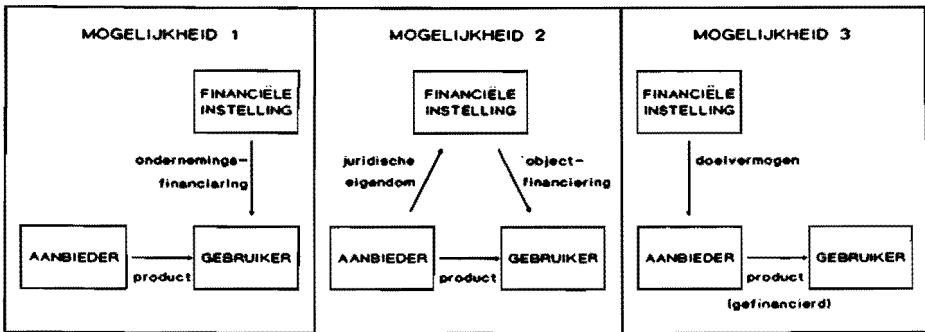 MOGELIJKHEID 1
FINANCIËLE
INSTELLING
ondernemings-
financiering
AANBIEDER
product
GEBRUIKER
MOGELIJKHEID 2
FINANCIËLE
INSTELLING
juridische
eigendom
object-
financiering
AANBIEDER
product
GEBRUIKER
MOGELIJKHEID 3
FINANCIËLE
INSTELLING
doelvermogen
AANBIEDER
product
(gefinancierd)
GEBRUIKER